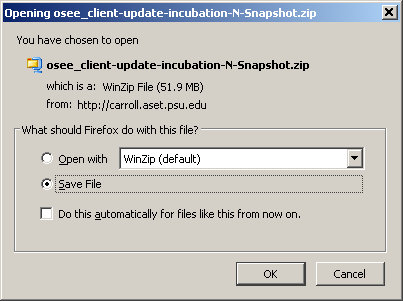 Opening osee_client-update-incubation-N-Snapshot.zip
You have chosen to open
osee_client-update-incubation-N-Snapshot.zip
which is a: WinZip File (51.9 MB)
from: http://carroll.aset.psu.edu
What should Firefox do with this file?
Open with WinZip (default)
Save File
Do this automatically for files like this from now on.
OK Cancel